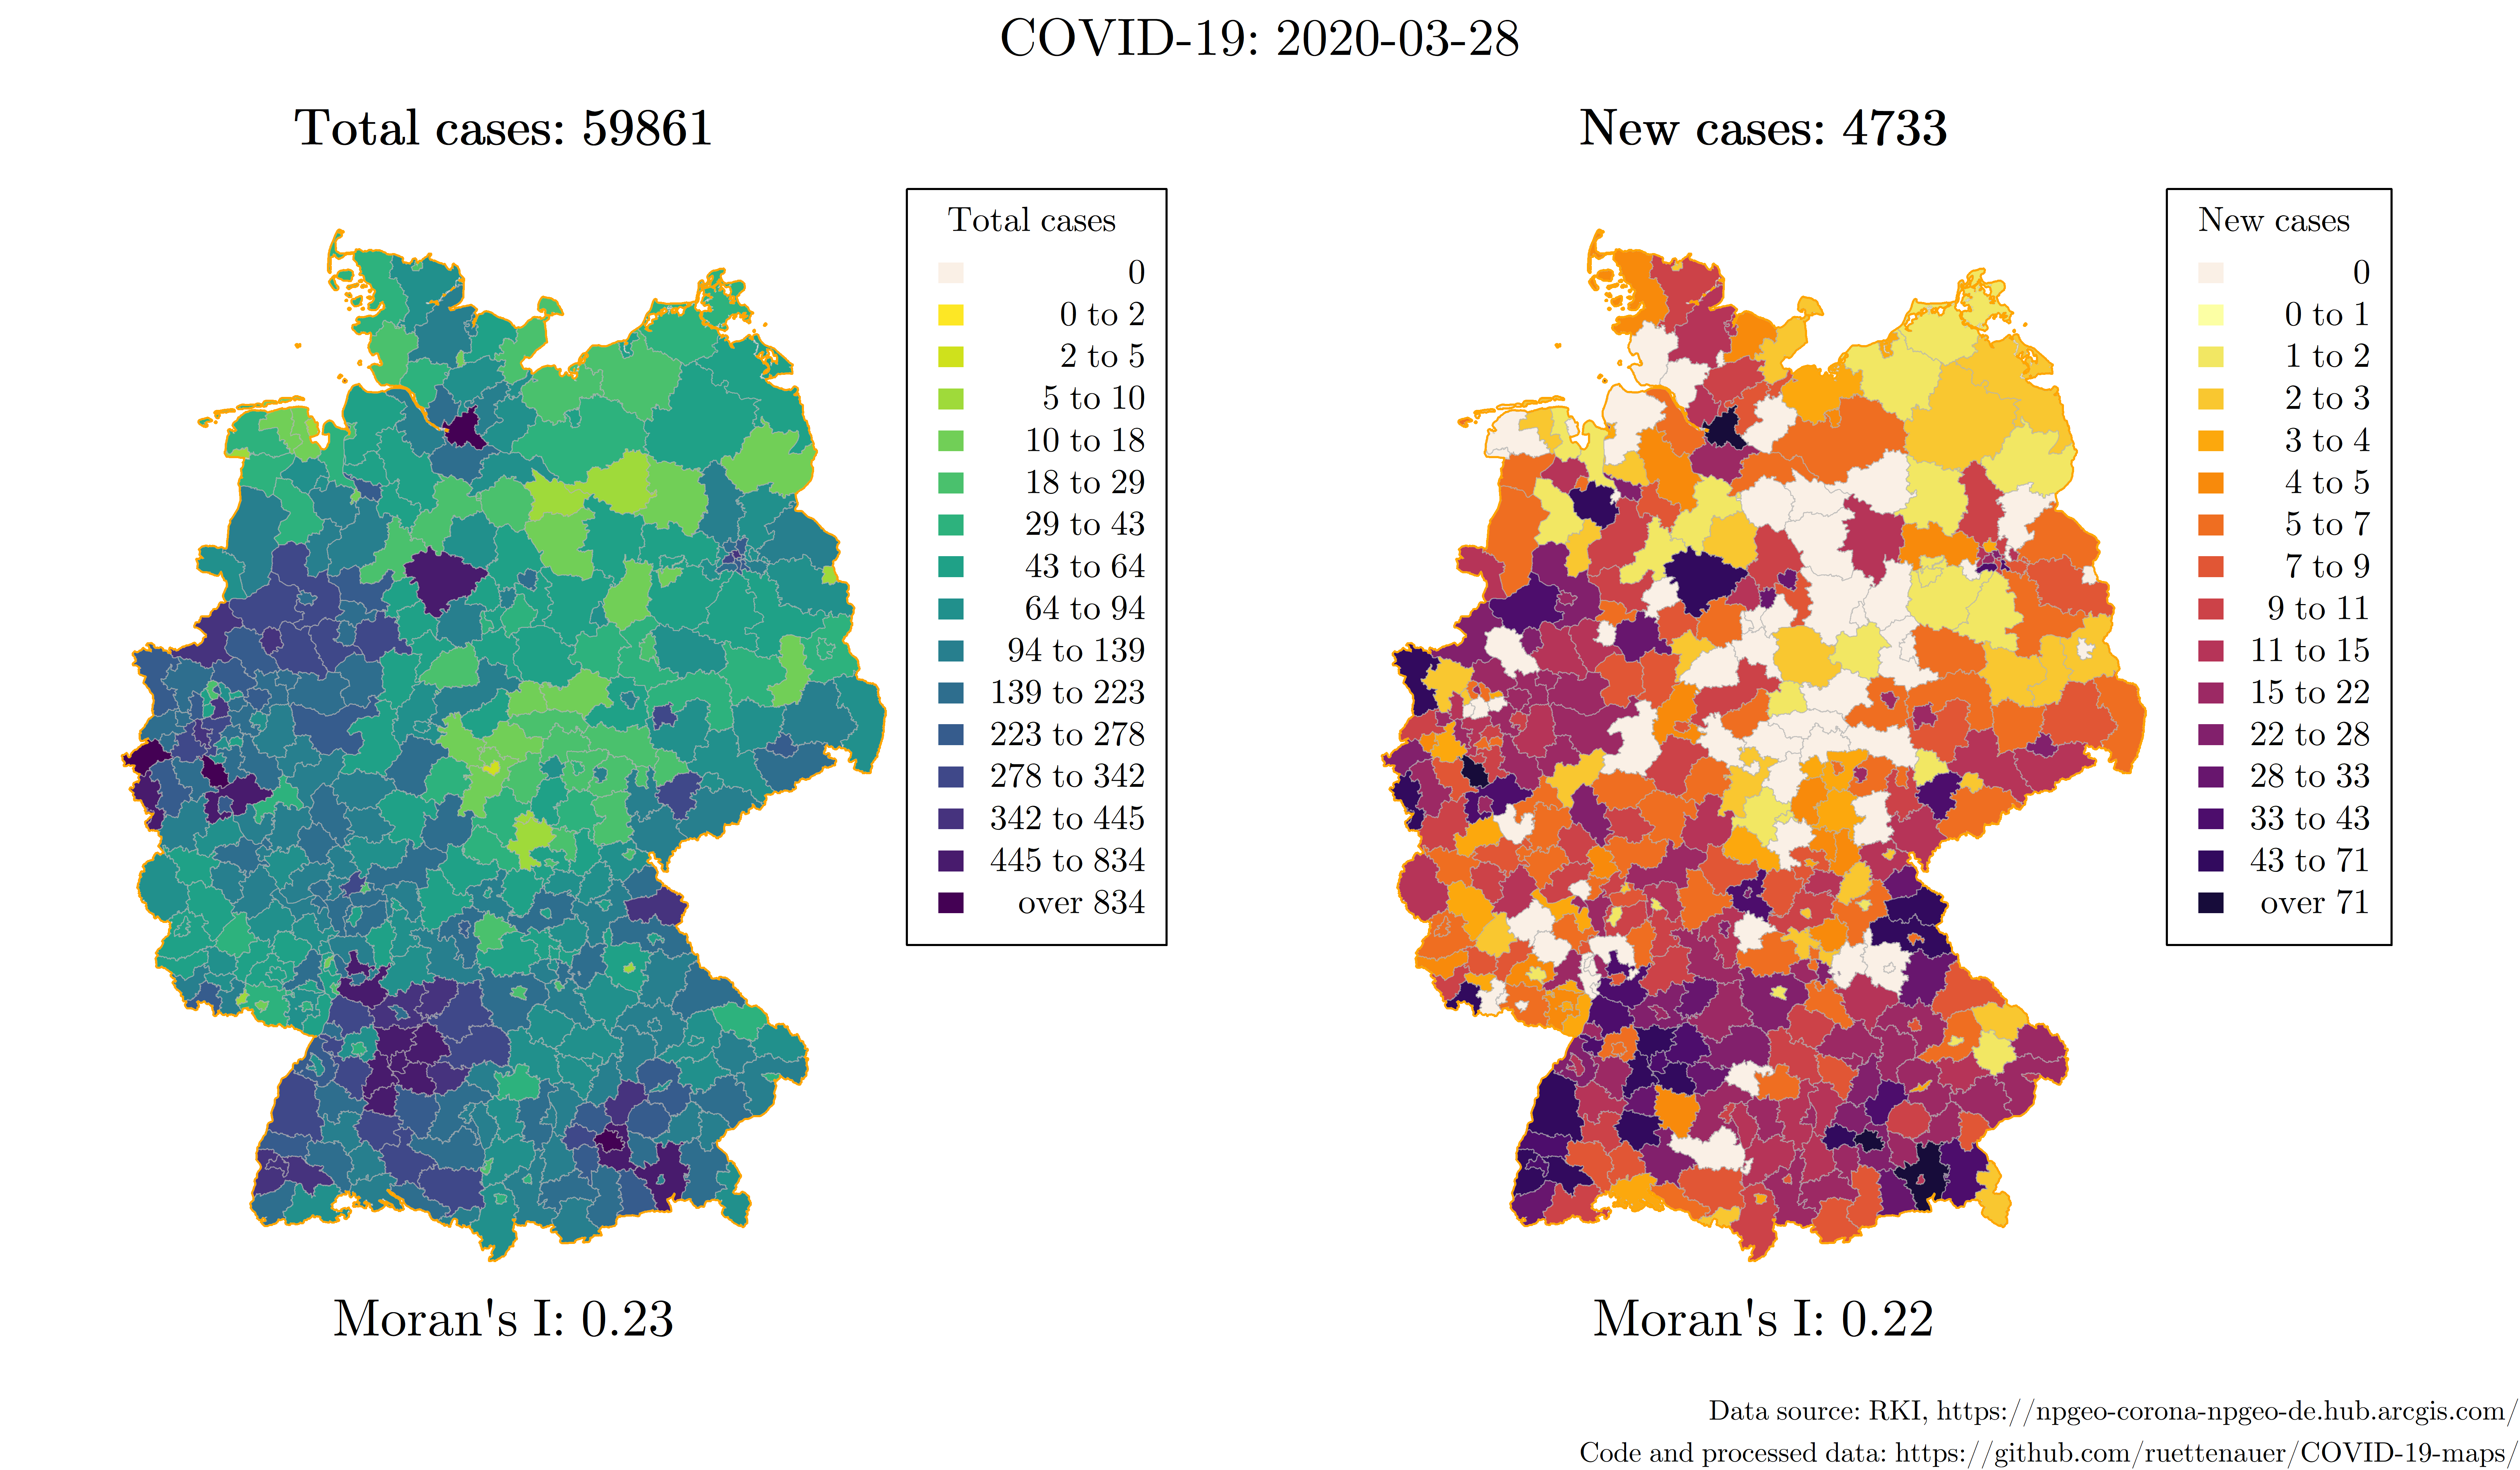 COVID-19: 2020-03-28
Total cases: 59861
Total cases
0
0 to 2
2 to 5
5 to 10
10 to 18
18 to 29
29 to 43
43 to 64
64 to 94
94 to 139
139 to 223
223 to 278
278 to 342
342 to 445
445 to 834
over 834
Moran's I: 0.23
New cases: 4733
New cases
0
0 to 1
1 to 2
2 to 3
3 to 4
4 to 5
5 to 7
7 to 9
9 to 11
11 to 15
15 to 22
22 to 28
28 to 33
33 to 43
43 to 71
over 71
Moran's I: 0.22
Data source: RKI, https://npgeo-corona-npgeo-de.hub.arcgis.com/
Code and processed data: https://github.com/ruettenauer/COVID-19-maps/